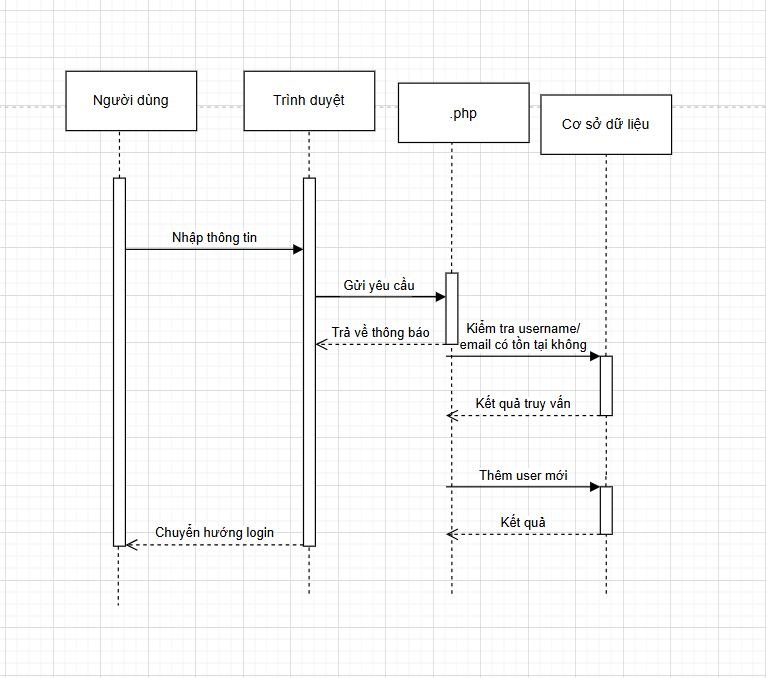 Người dùng
Trình duyệt
.php
Cơ sở dữ liệu
Nhập thông tin
Gửi yêu cầu
Trả về thông báo
Kiểm tra username/
email có tồn tại không
Kết quả truy vấn
Thêm user mới
Kết quả
Chuyển hướng login